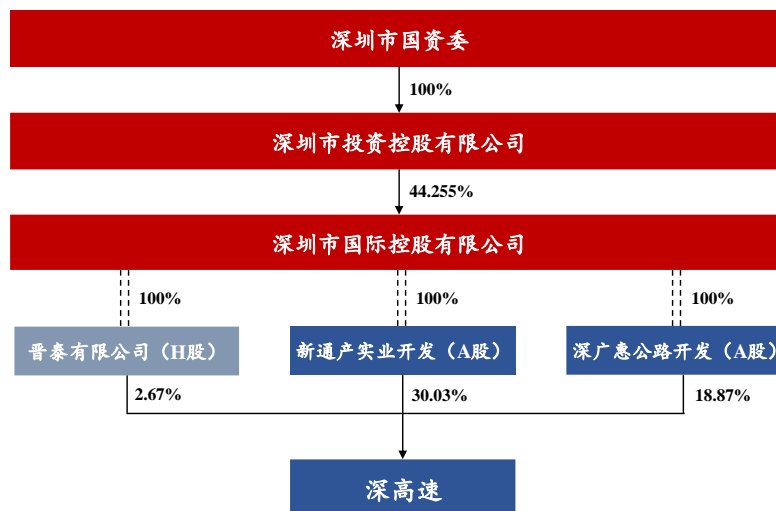 深圳市国资委
100%
深圳市投资控股有限公司
44.255%
深圳市国际控股有限公司
100%
100%
100%
晋泰有限公司（H股）
新通产实业开发（A股）
深广惠公路开发（A股）
2.67%
30.03%
18.87%
深高速